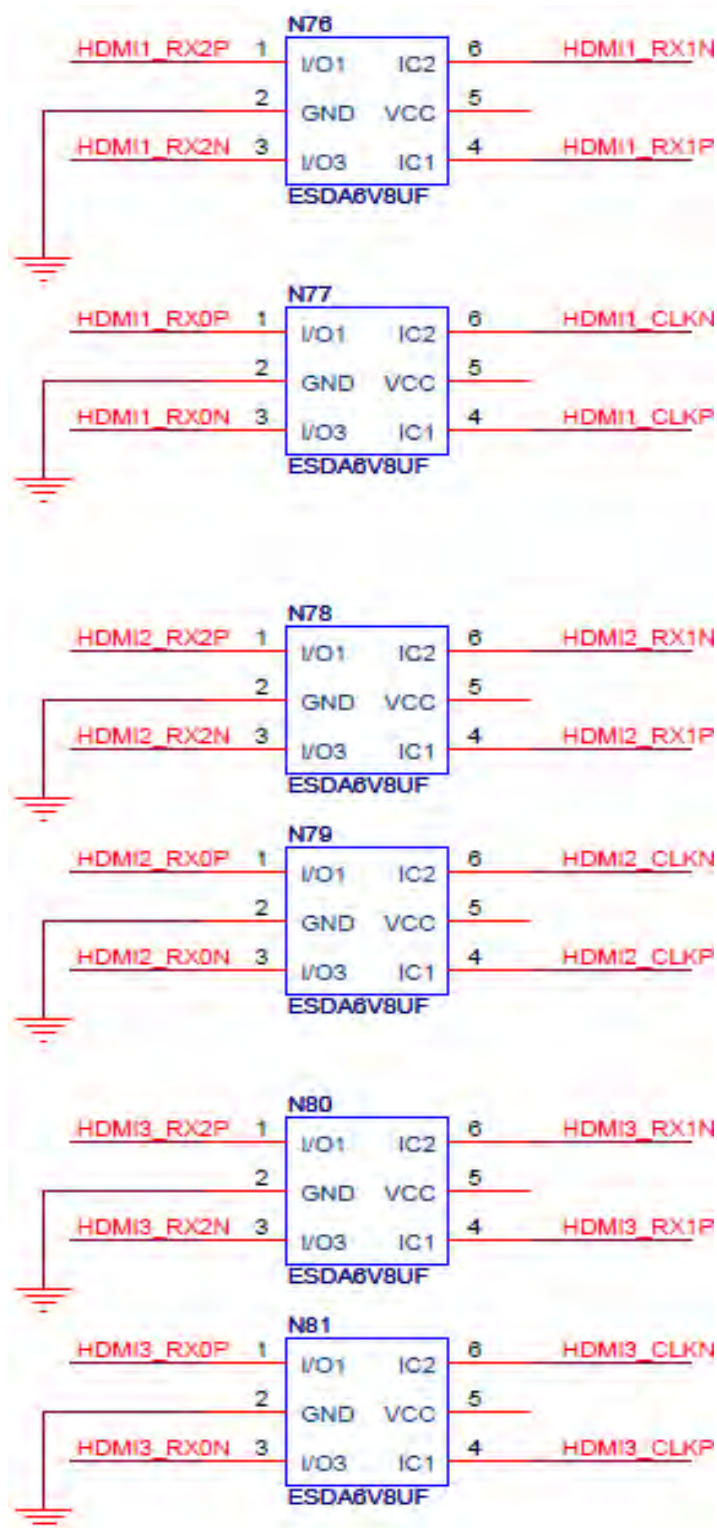 N76
HDMI1_RX2P 1 I/O1 IC2 6 HDMI1_RX1N
2 GND VCC 5
HDMI1_RX2N 3 I/O3 IC1 4 HDMI1_RX1P
ESDA6V8UF
N77
HDMI1_RX0P 1 I/O1 IC2 6 HDMI1_CLKN
2 GND VCC 5
HDMI1_RX0N 3 I/O3 IC1 4 HDMI1_CLKP
ESDA6V8UF
N78
HDMI2_RX2P 1 I/O1 IC2 6 HDMI2_RX1N
2 GND VCC 5
HDMI2_RX2N 3 I/O3 IC1 4 HDMI2_RX1P
ESDA6V8UF
N79
HDMI2_RX0P 1 I/O1 IC2 6 HDMI2_CLKN
2 GND VCC 5
HDMI2_RX0N 3 I/O3 IC1 4 HDMI2_CLKP
ESDA6V8UF
N80
HDMI3_RX2P 1 I/O1 IC2 6 HDMI3_RX1N
2 GND VCC 5
HDMI3_RX2N 3 I/O3 IC1 4 HDMI3_RX1P
ESDA6V8UF
N81
HDMI3_RX0P 1 I/O1 IC2 6 HDMI3_CLKN
2 GND VCC 5
HDMI3_RX0N 3 I/O3 IC1 4 HDMI3_CLKP
ESDA6V8UF